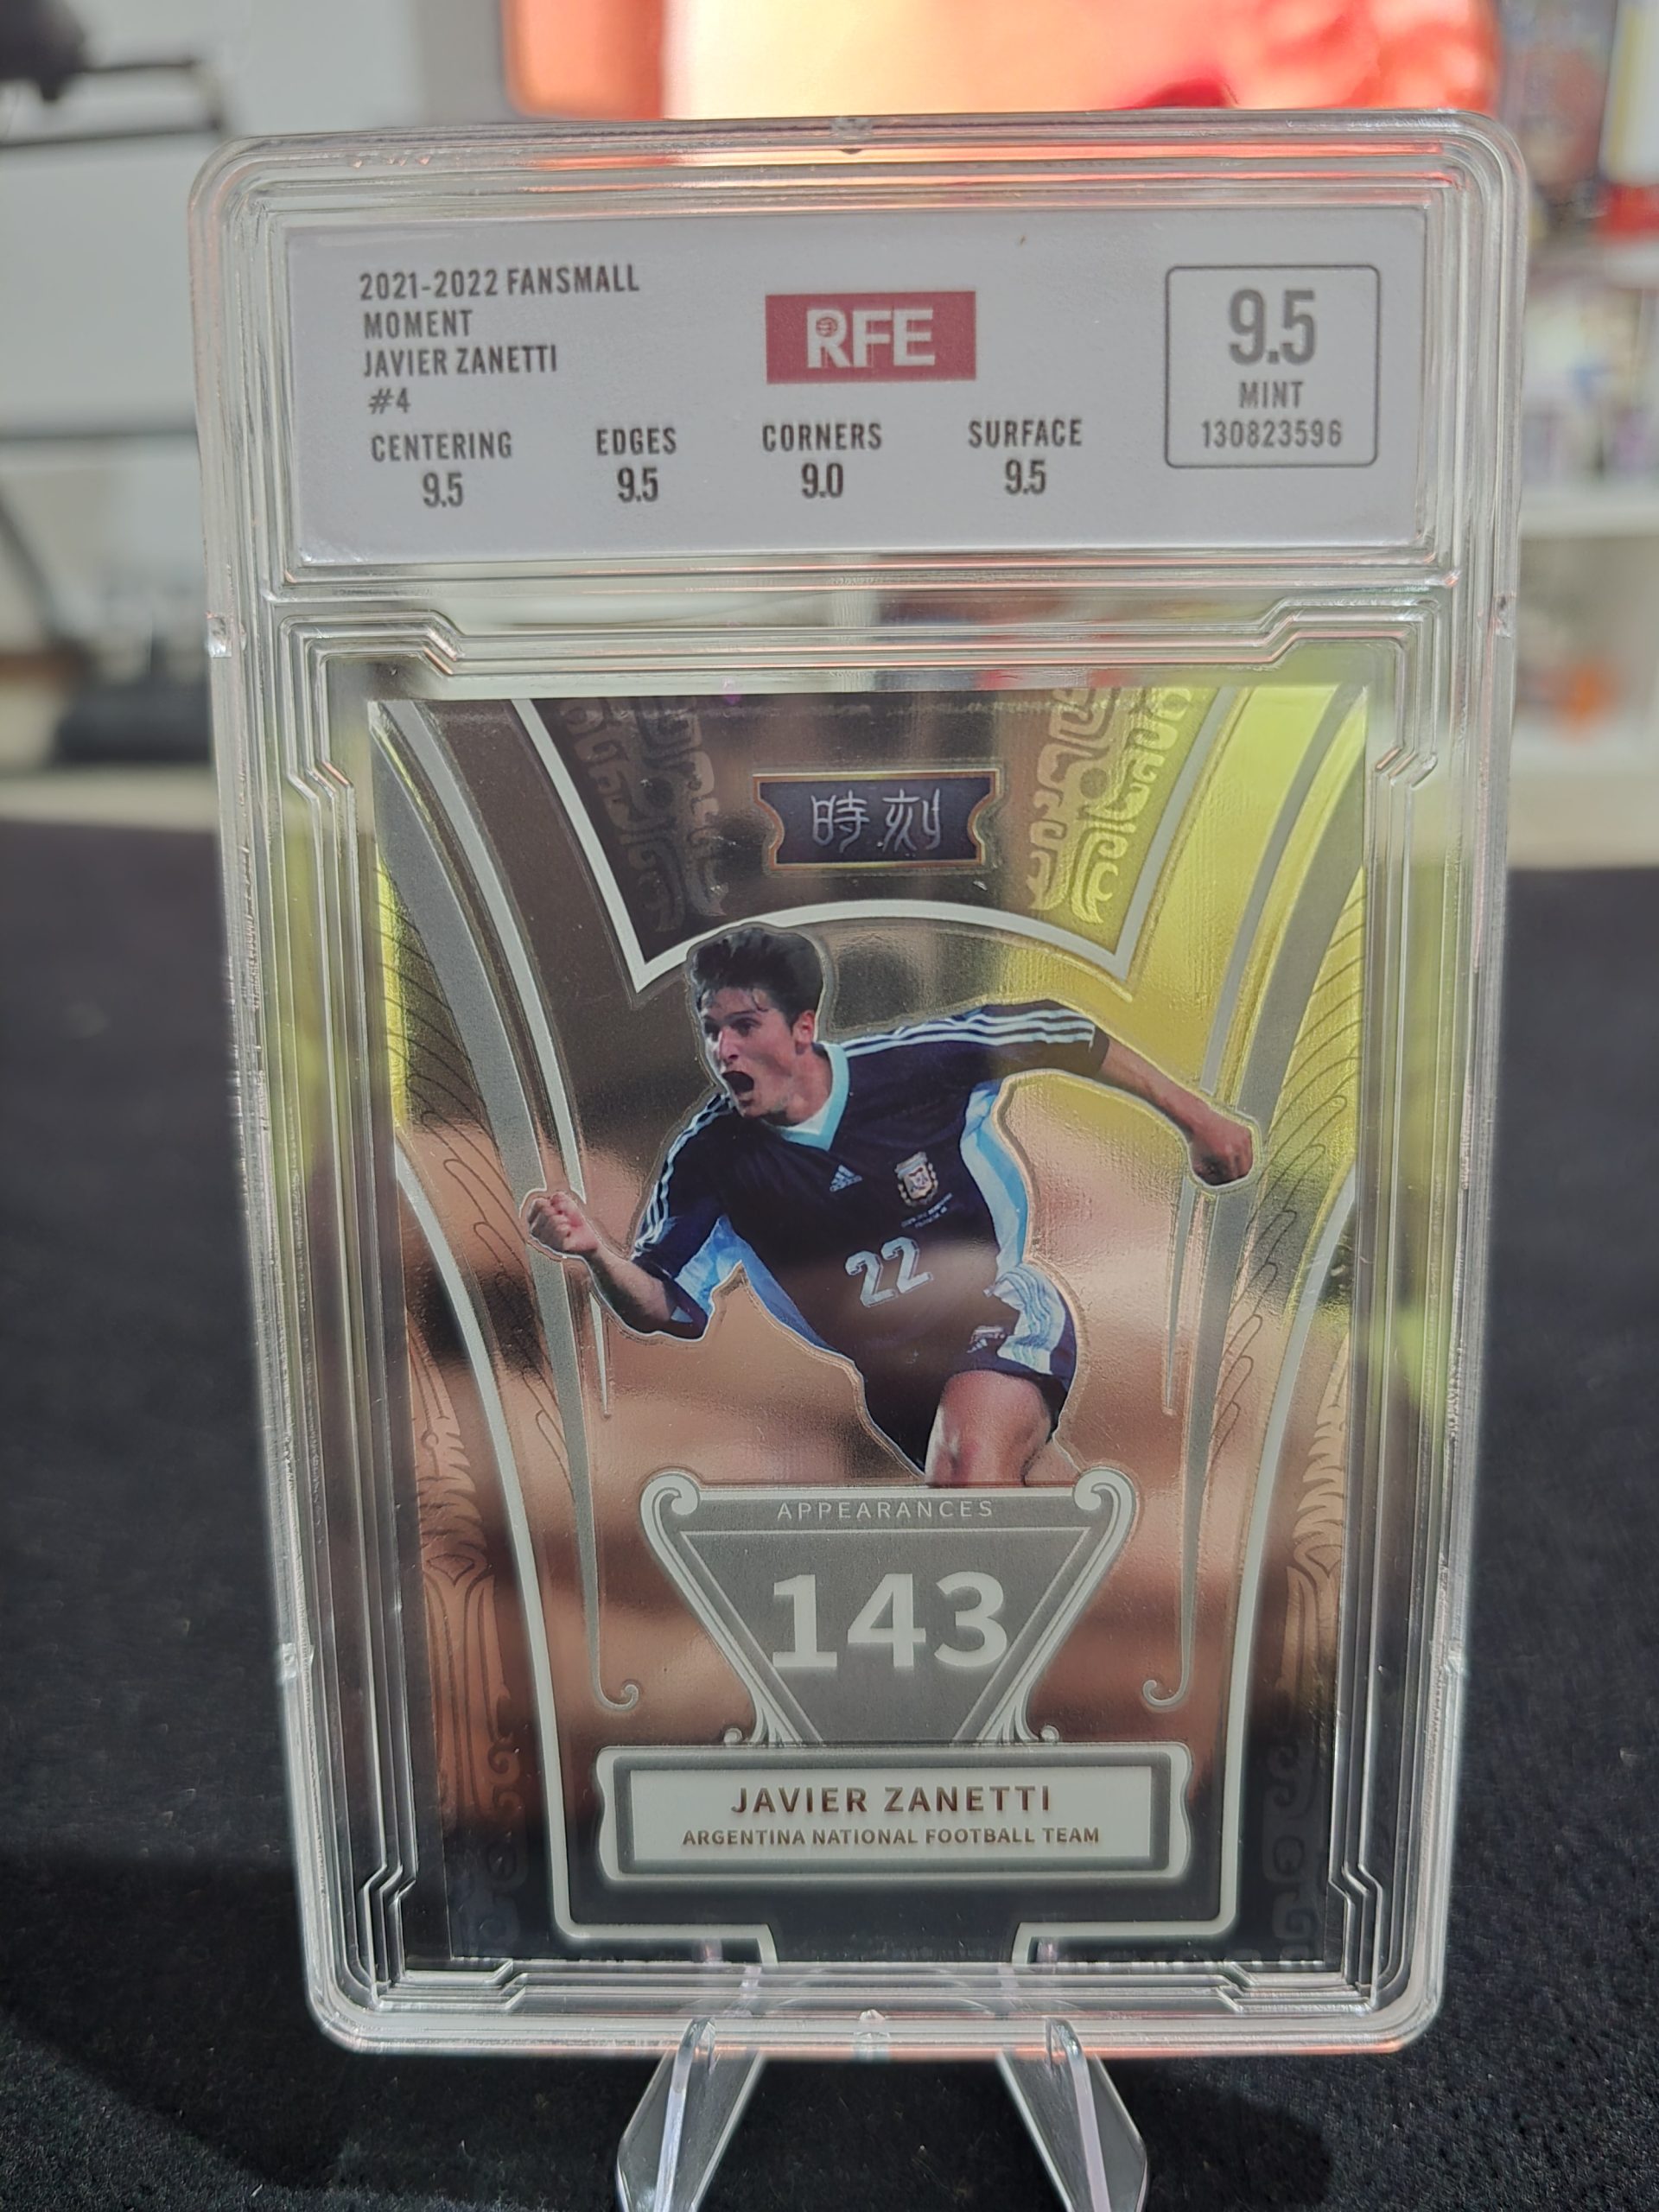 2021-2022 FANSMALL
MOMENT
JAVIER ZANETTI
#4
RFE
9.5
MINT
130823596
CENTERING EDGES CORNERS SURFACE
9.5 9.5 9.0 9.5
時刻
adidas
22
APPEARANCES
143
JAVIER ZANETTI
ARGENTINA NATIONAL FOOTBALL TEAM